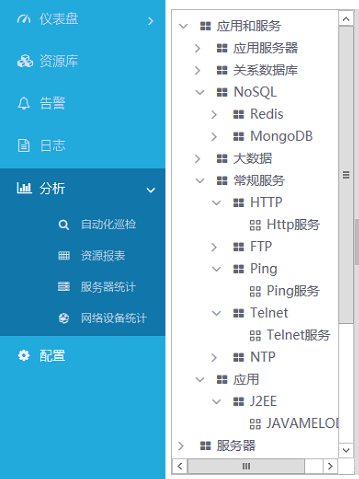 仪表盘
资源库
告警
日志
分析
自动化巡检
资源报表
服务器统计
网络设备统计
配置
应用和服务
应用服务器
关系数据库
NoSQL
Redis
MongoDB
大数据
常规服务
HTTP
Http服务
FTP
Ping
Ping服务
Telnet
Telnet服务
NTP
应用
J2EE
JAVAMELO
服务器